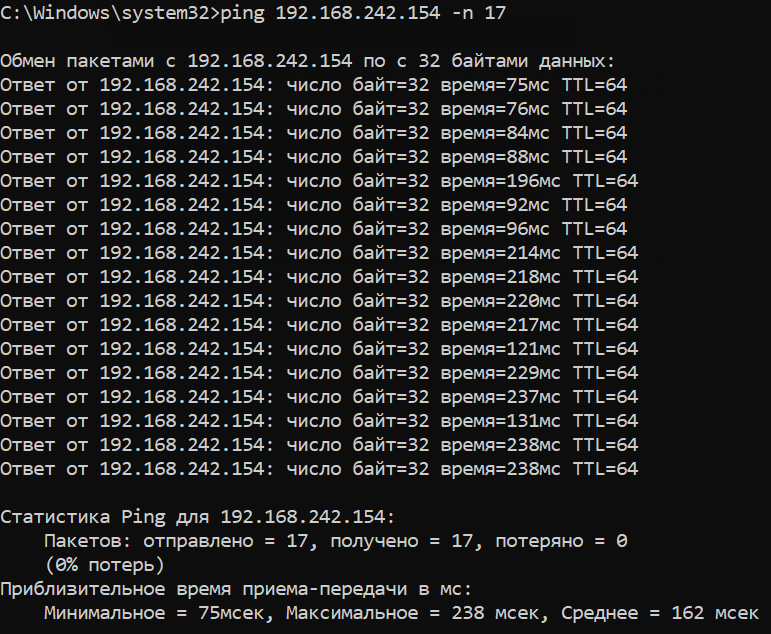 C:\Windows\system32>ping 192.168.242.154 -n 17
Обмен пакетами с 192.168.242.154 по с 32 байтами данных:
Ответ от 192.168.242.154: число байт=32 время=75мс TTL=64
Ответ от 192.168.242.154: число байт=32 время=76мс TTL=64
Ответ от 192.168.242.154: число байт=32 время=84мс TTL=64
Ответ от 192.168.242.154: число байт=32 время=88мс TTL=64
Ответ от 192.168.242.154: число байт=32 время=196мс TTL=64
Ответ от 192.168.242.154: число байт=32 время=92мс TTL=64
Ответ от 192.168.242.154: число байт=32 время=96мс TTL=64
Ответ от 192.168.242.154: число байт=32 время=214мс TTL=64
Ответ от 192.168.242.154: число байт=32 время=218мс TTL=64
Ответ от 192.168.242.154: число байт=32 время=220мс TTL=64
Ответ от 192.168.242.154: число байт=32 время=217мс TTL=64
Ответ от 192.168.242.154: число байт=32 время=121мс TTL=64
Ответ от 192.168.242.154: число байт=32 время=229мс TTL=64
Ответ от 192.168.242.154: число байт=32 время=237мс TTL=64
Ответ от 192.168.242.154: число байт=32 время=131мс TTL=64
Ответ от 192.168.242.154: число байт=32 время=238мс TTL=64
Ответ от 192.168.242.154: число байт=32 время=238мс TTL=64
Статистика Ping для 192.168.242.154:
Пакетов: отправлено = 17, получено = 17, потеряно = 0
(0% потерь)
Приблизительное время приема-передачи в мс:
Минимальное = 75мсек, Максимальное = 238 мсек, Среднее = 162 мсек